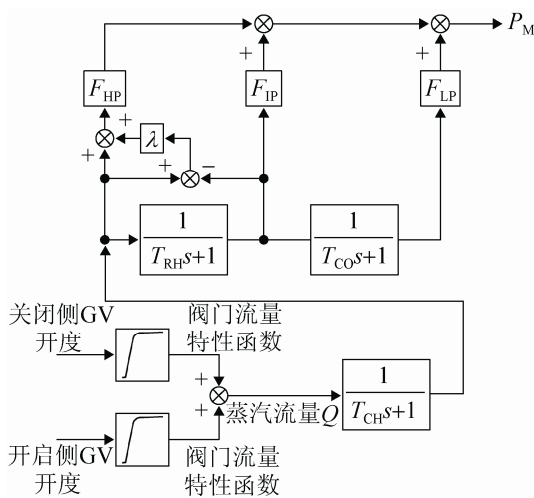 P_M
+
+
F_HP
F_IP
F_LP
+
λ
+
+
−
1
T_RH s+1
1
T_CO s+1
关闭侧GV
开度
阀门流量
特性函数
+
+
蒸汽流量Q
1
T_CH s+1
开启侧GV
开度
阀门流量
特性函数